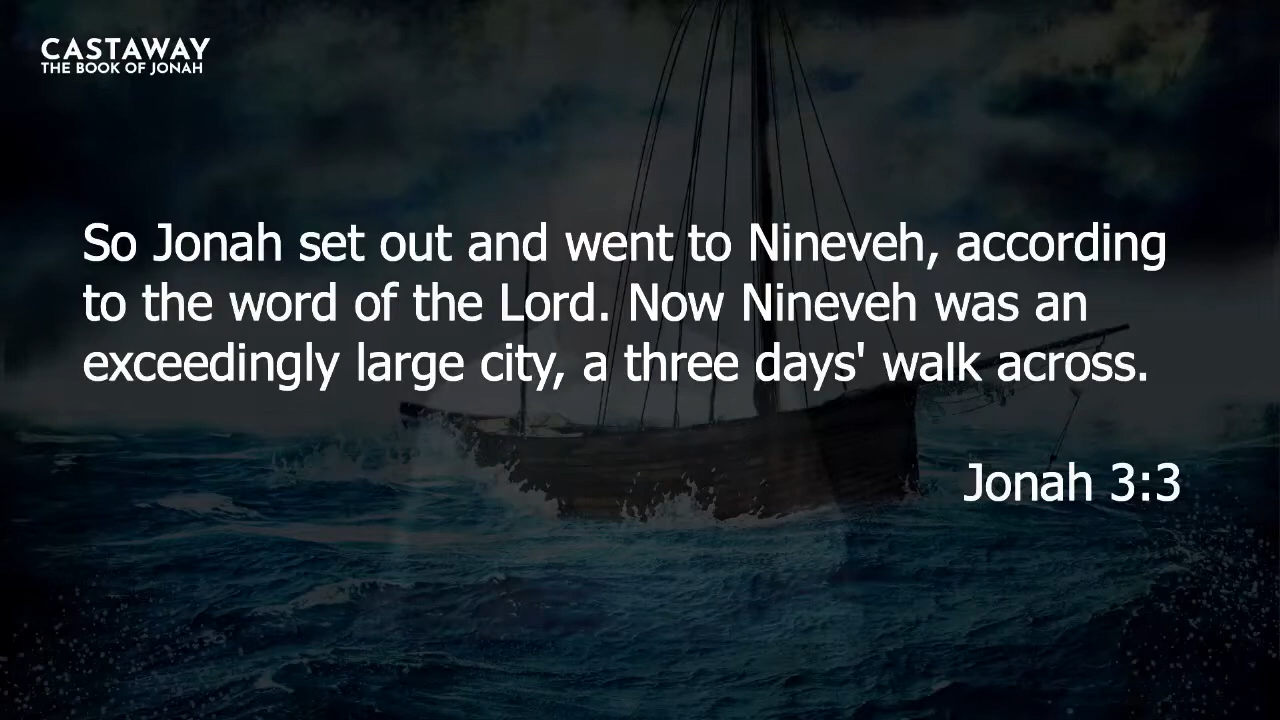 CASTAWAY
THE BOOK OF JONAH
So Jonah set out and went to Nineveh, according
to the word of the Lord. Now Nineveh was an
exceedingly large city, a three days' walk across.
Jonah 3:3